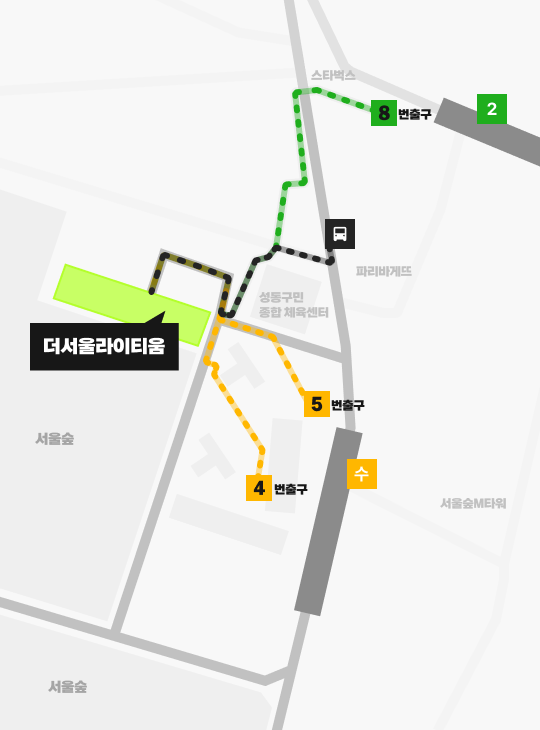 스타벅스
2
8 번출구
파리바게뜨
성동구민
종합 체육센터
더서울라이티움
5 번출구
서울숲
수
4 번출구
서울숲M타워
서울숲